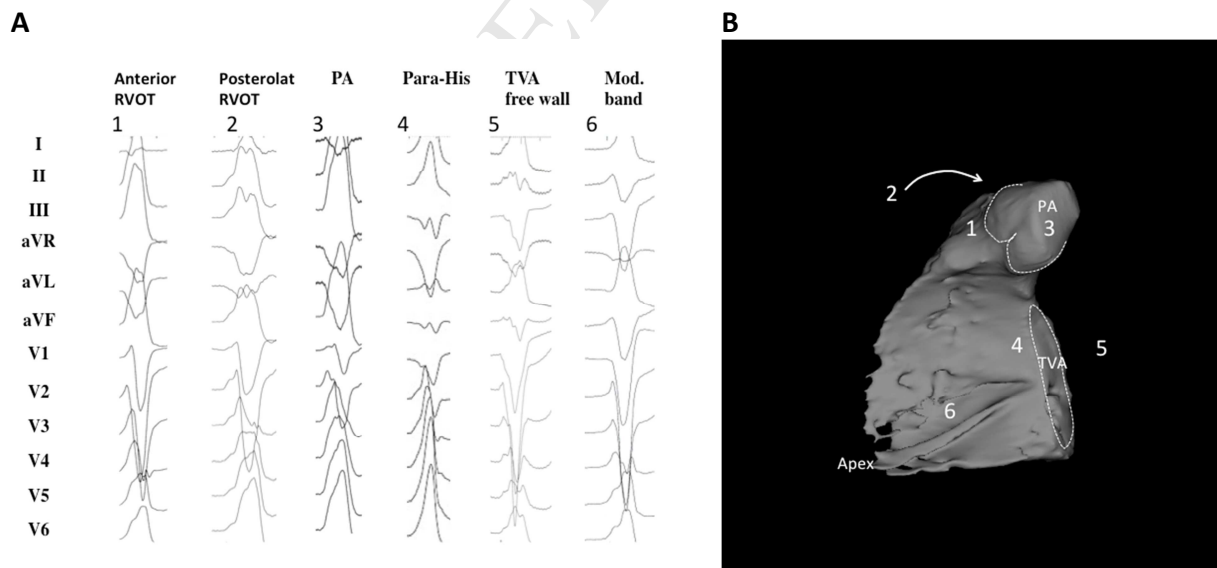 A
B
Anterior
RVOT
Posterolat
RVOT
PA
Para-His
TVA
free wall
Mod.
band
1
2
3
4
5
6
I
II
III
aVR
aVL
aVF
V1
V2
V3
V4
V5
V6
2
1
PA
3
4
TVA
5
6
Apex